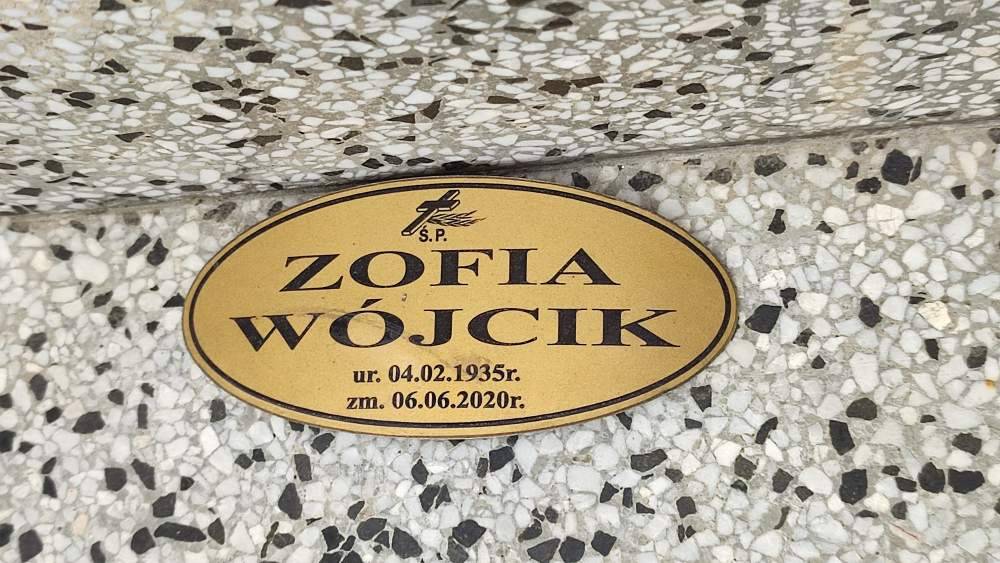 Ś.P.
ZOFIA
WÓJCIK
ur. 04.02.1935r.
zm. 06.06.2020r.